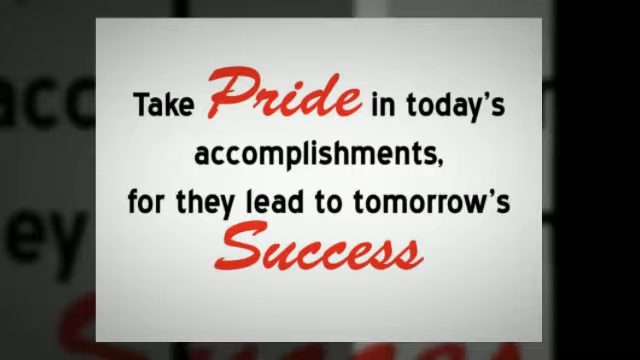 Take Pride in today's
accomplishments,
for they lead to tomorrow's
Success